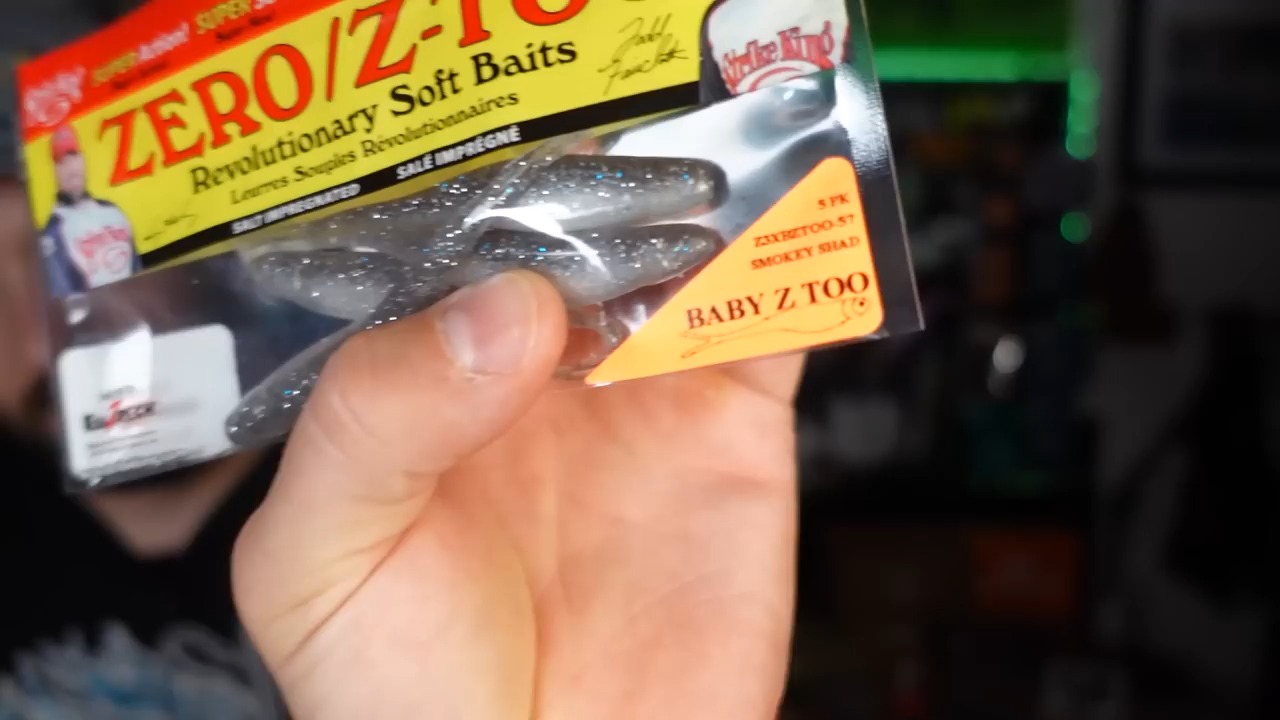 SUPER
ZERO/Z-TOO
Revolutionary Soft Baits
Leurres Souples Révolutionnaires
SALT IMPREGNATED SALÉ IMPRÉGNÉ
Strike King
5 PK
Z3XBZTOO-57
SMOKEY SHAD
BABY Z TOO